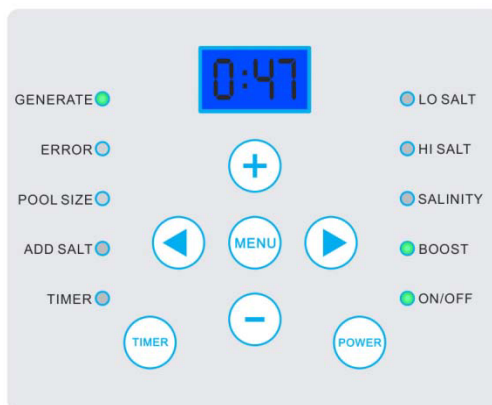 0:47
GENERATE
LO SALT
ERROR
HI SALT
POOL SIZE
SALINITY
ADD SALT
MENU
BOOST
TIMER
ON/OFF
TIMER
POWER